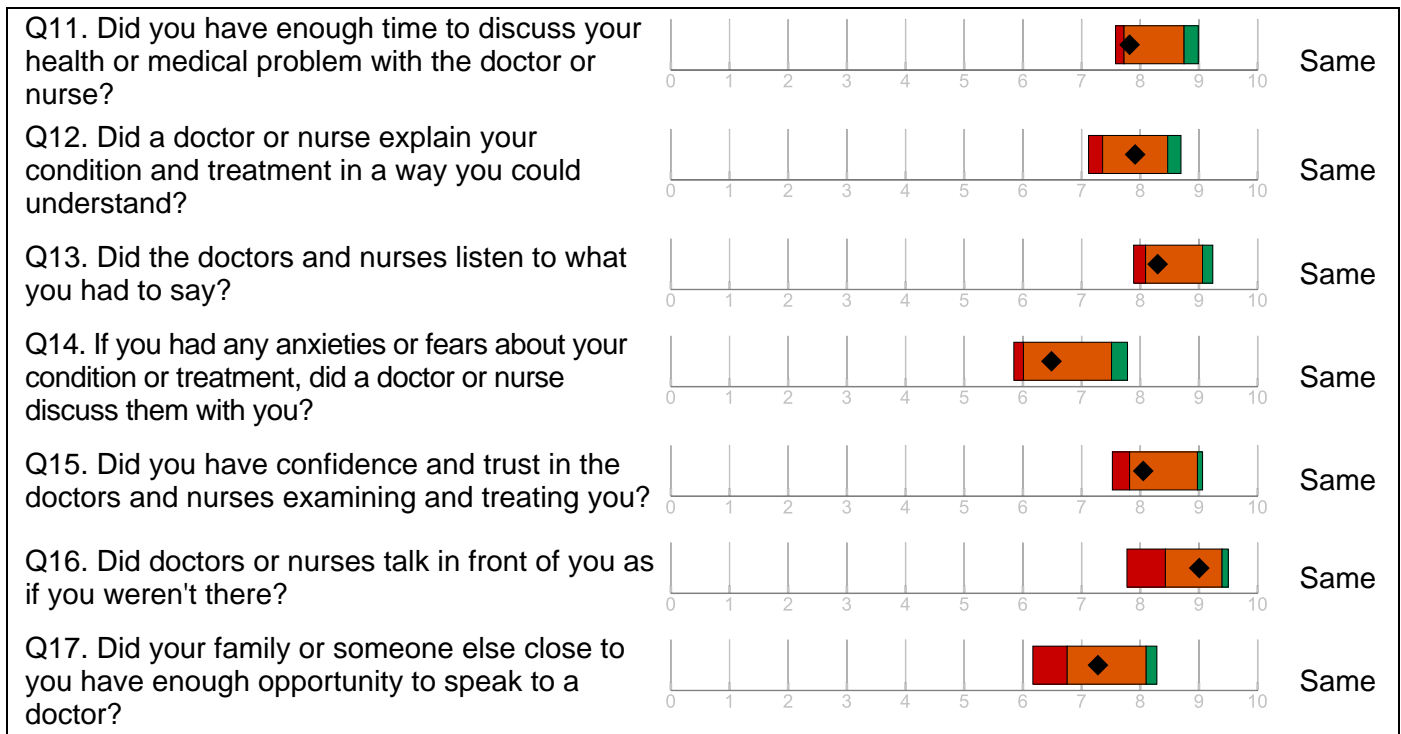 Q11. Did you have enough time to discuss your
health or medical problem with the doctor or
nurse?
0 1 2 3 4 5 6 7 8 9 10
Same
Q12. Did a doctor or nurse explain your
condition and treatment in a way you could
understand?
0 1 2 3 4 5 6 7 8 9 10
Same
Q13. Did the doctors and nurses listen to what
you had to say?
0 1 2 3 4 5 6 7 8 9 10
Same
Q14. If you had any anxieties or fears about your
condition or treatment, did a doctor or nurse
discuss them with you?
0 1 2 3 4 5 6 7 8 9 10
Same
Q15. Did you have confidence and trust in the
doctors and nurses examining and treating you?
0 1 2 3 4 5 6 7 8 9 10
Same
Q16. Did doctors or nurses talk in front of you as
if you weren't there?
0 1 2 3 4 5 6 7 8 9 10
Same
Q17. Did your family or someone else close to
you have enough opportunity to speak to a
doctor?
0 1 2 3 4 5 6 7 8 9 10
Same